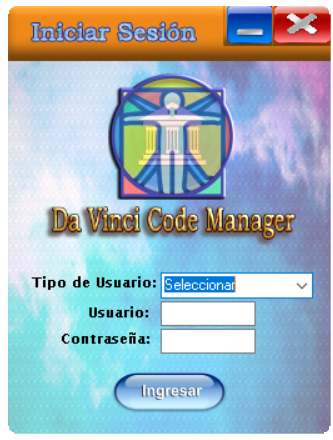 Iniciar Sesión
Da Vinci Code Manager
Tipo de Usuario: Seleccionar
Usuario:
Contraseña:
Ingresar